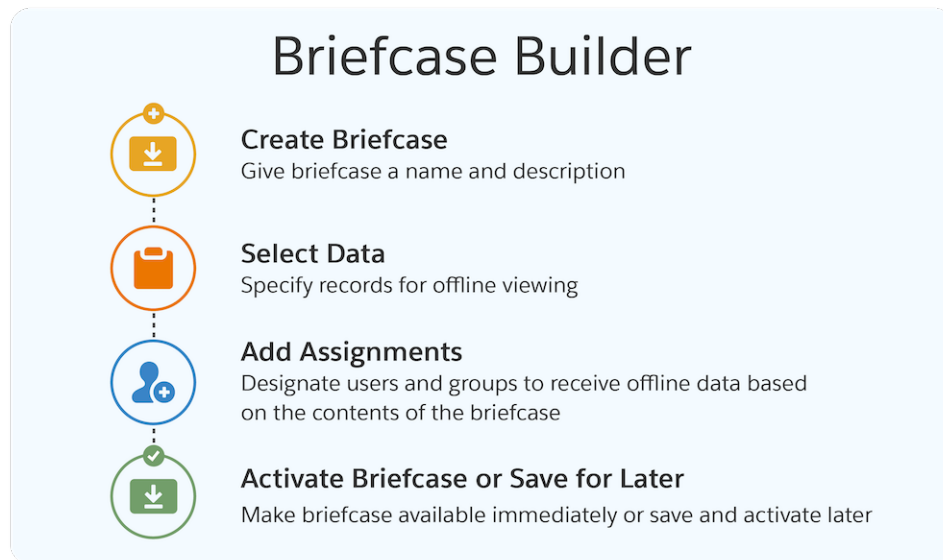 Briefcase Builder
Create Briefcase
Give briefcase a name and description
Select Data
Specify records for offline viewing
Add Assignments
Designate users and groups to receive offline data based
on the contents of the briefcase
Activate Briefcase or Save for Later
Make briefcase available immediately or save and activate later